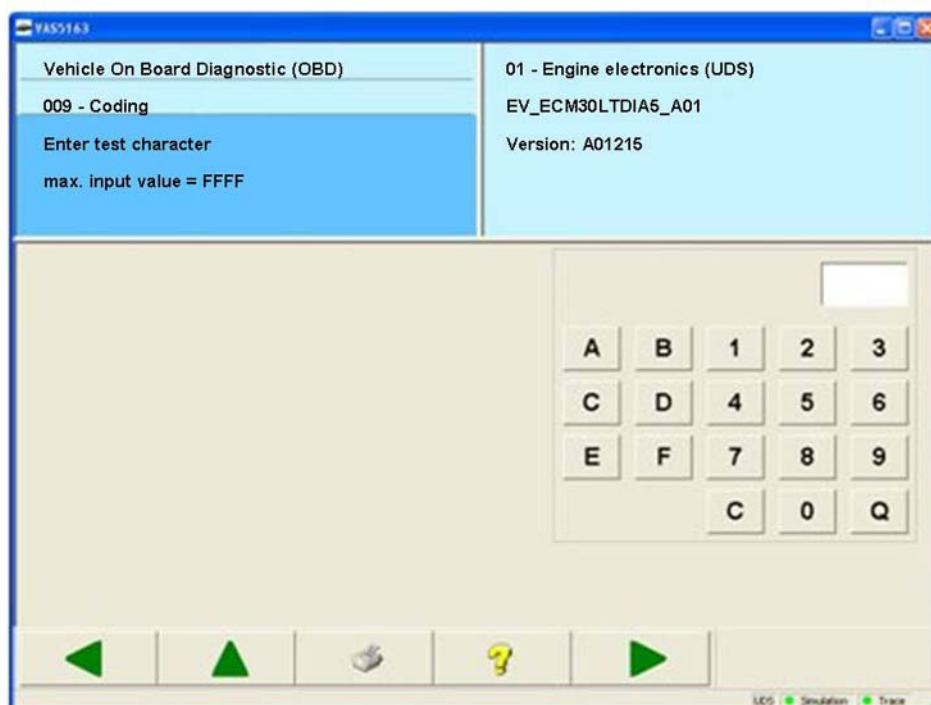 VAS5163
Vehicle On Board Diagnostic (OBD)
009 - Coding
Enter test character
max. input value = FFFF
01 - Engine electronics (UDS)
EV_ECM30LTDIA5_A01
Version: A01215
A B 1 2 3
C D 4 5 6
E F 7 8 9
C 0 Q
?
UDS Simulation Trace